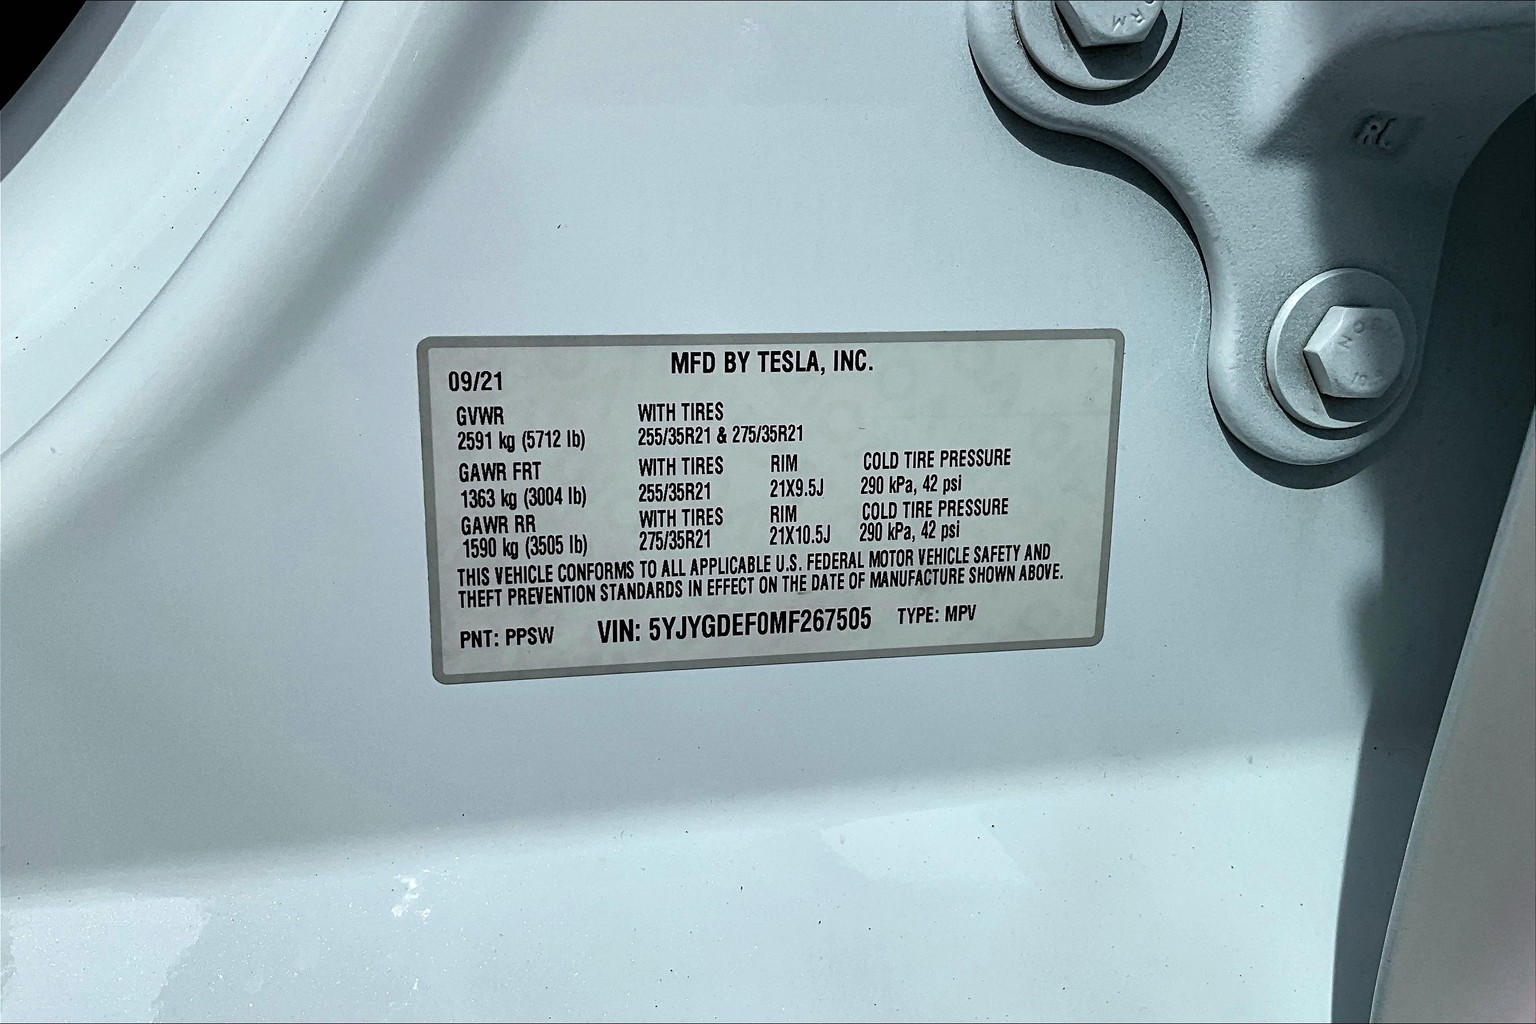 MFD BY TESLA, INC.
09/21
GVWR WITH TIRES
2591 kg (5712 lb) 255/35R21 & 275/35R21
GAWR FRT WITH TIRES RIM COLD TIRE PRESSURE
1363 kg (3004 lb) 255/35R21 21X9.5J 290 kPa, 42 psi
GAWR RR WITH TIRES RIM COLD TIRE PRESSURE
1590 kg (3505 lb) 275/35R21 21X10.5J 290 kPa, 42 psi
THIS VEHICLE CONFORMS TO ALL APPLICABLE U.S. FEDERAL MOTOR VEHICLE SAFETY AND
THEFT PREVENTION STANDARDS IN EFFECT ON THE DATE OF MANUFACTURE SHOWN ABOVE.
PNT: PPSW VIN: 5YJYGDEF0MF267505 TYPE: MPV